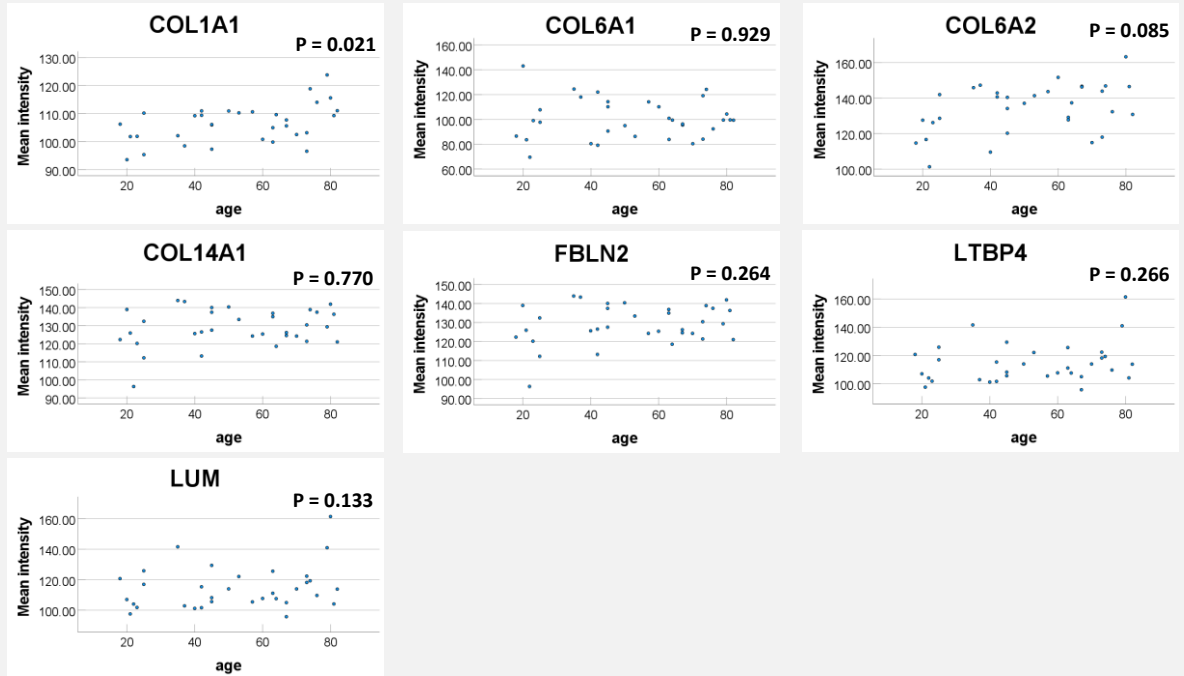 COL1A1
P = 0.021
Mean intensity
130.00
120.00
110.00
100.00
90.00
20 40 60 80
age
COL6A1
P = 0.929
Mean intensity
160.00
140.00
120.00
100.00
80.00
60.00
20 40 60 80
age
COL6A2
P = 0.085
Mean intensity
160.00
140.00
120.00
100.00
20 40 60 80
age
COL14A1
P = 0.770
Mean intensity
150.00
140.00
130.00
120.00
110.00
100.00
90.00
20 40 60 80
age
FBLN2
P = 0.264
Mean intensity
150.00
140.00
130.00
120.00
110.00
100.00
90.00
20 40 60 80
age
LTBP4
P = 0.266
Mean intensity
160.00
140.00
120.00
100.00
20 40 60 80
age
LUM
P = 0.133
Mean intensity
160.00
140.00
120.00
100.00
20 40 60 80
age